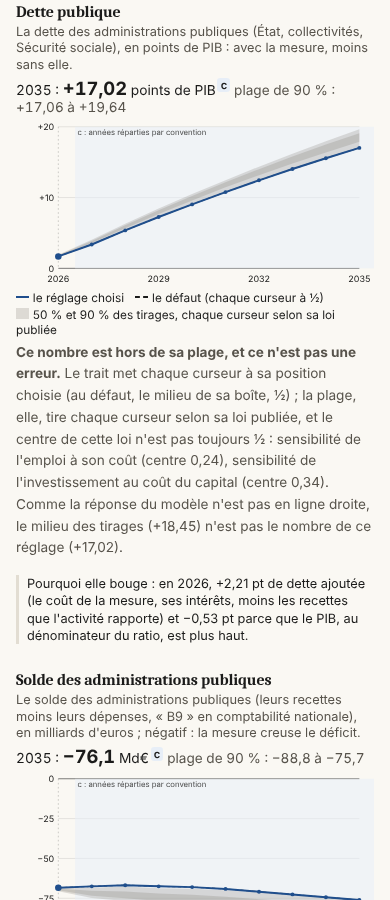 Dette publique
La dette des administrations publiques (État, collectivités,
Sécurité sociale), en points de PIB : avec la mesure, moins
sans elle.
2035 : +17,02 points de PIB c plage de 90 % :
+17,06 à +19,64
+20
c : années réparties par convention
+10
0
2026 2029 2032 2035
le réglage choisi le défaut (chaque curseur à ½)
50 % et 90 % des tirages, chaque curseur selon sa loi
publiée
Ce nombre est hors de sa plage, et ce n'est pas une
erreur. Le trait met chaque curseur à sa position
choisie (au défaut, le milieu de sa boîte, ½) ; la plage,
elle, tire chaque curseur selon sa loi publiée, et le
centre de cette loi n'est pas toujours ½ : sensibilité de
l'emploi à son coût (centre 0,24), sensibilité de
l'investissement au coût du capital (centre 0,34).
Comme la réponse du modèle n'est pas en ligne droite,
le milieu des tirages (+18,45) n'est pas le nombre de ce
réglage (+17,02).
Pourquoi elle bouge : en 2026, +2,21 pt de dette ajoutée
(le coût de la mesure, ses intérêts, moins les recettes
que l'activité rapporte) et −0,53 pt parce que le PIB, au
dénominateur du ratio, est plus haut.
Solde des administrations publiques
Le solde des administrations publiques (leurs recettes
moins leurs dépenses, « B9 » en comptabilité nationale),
en milliards d'euros ; négatif : la mesure creuse le déficit.
2035 : −76,1 Md€ c plage de 90 % : −88,8 à −75,7
0
c : années réparties par convention
−25
−50
−75